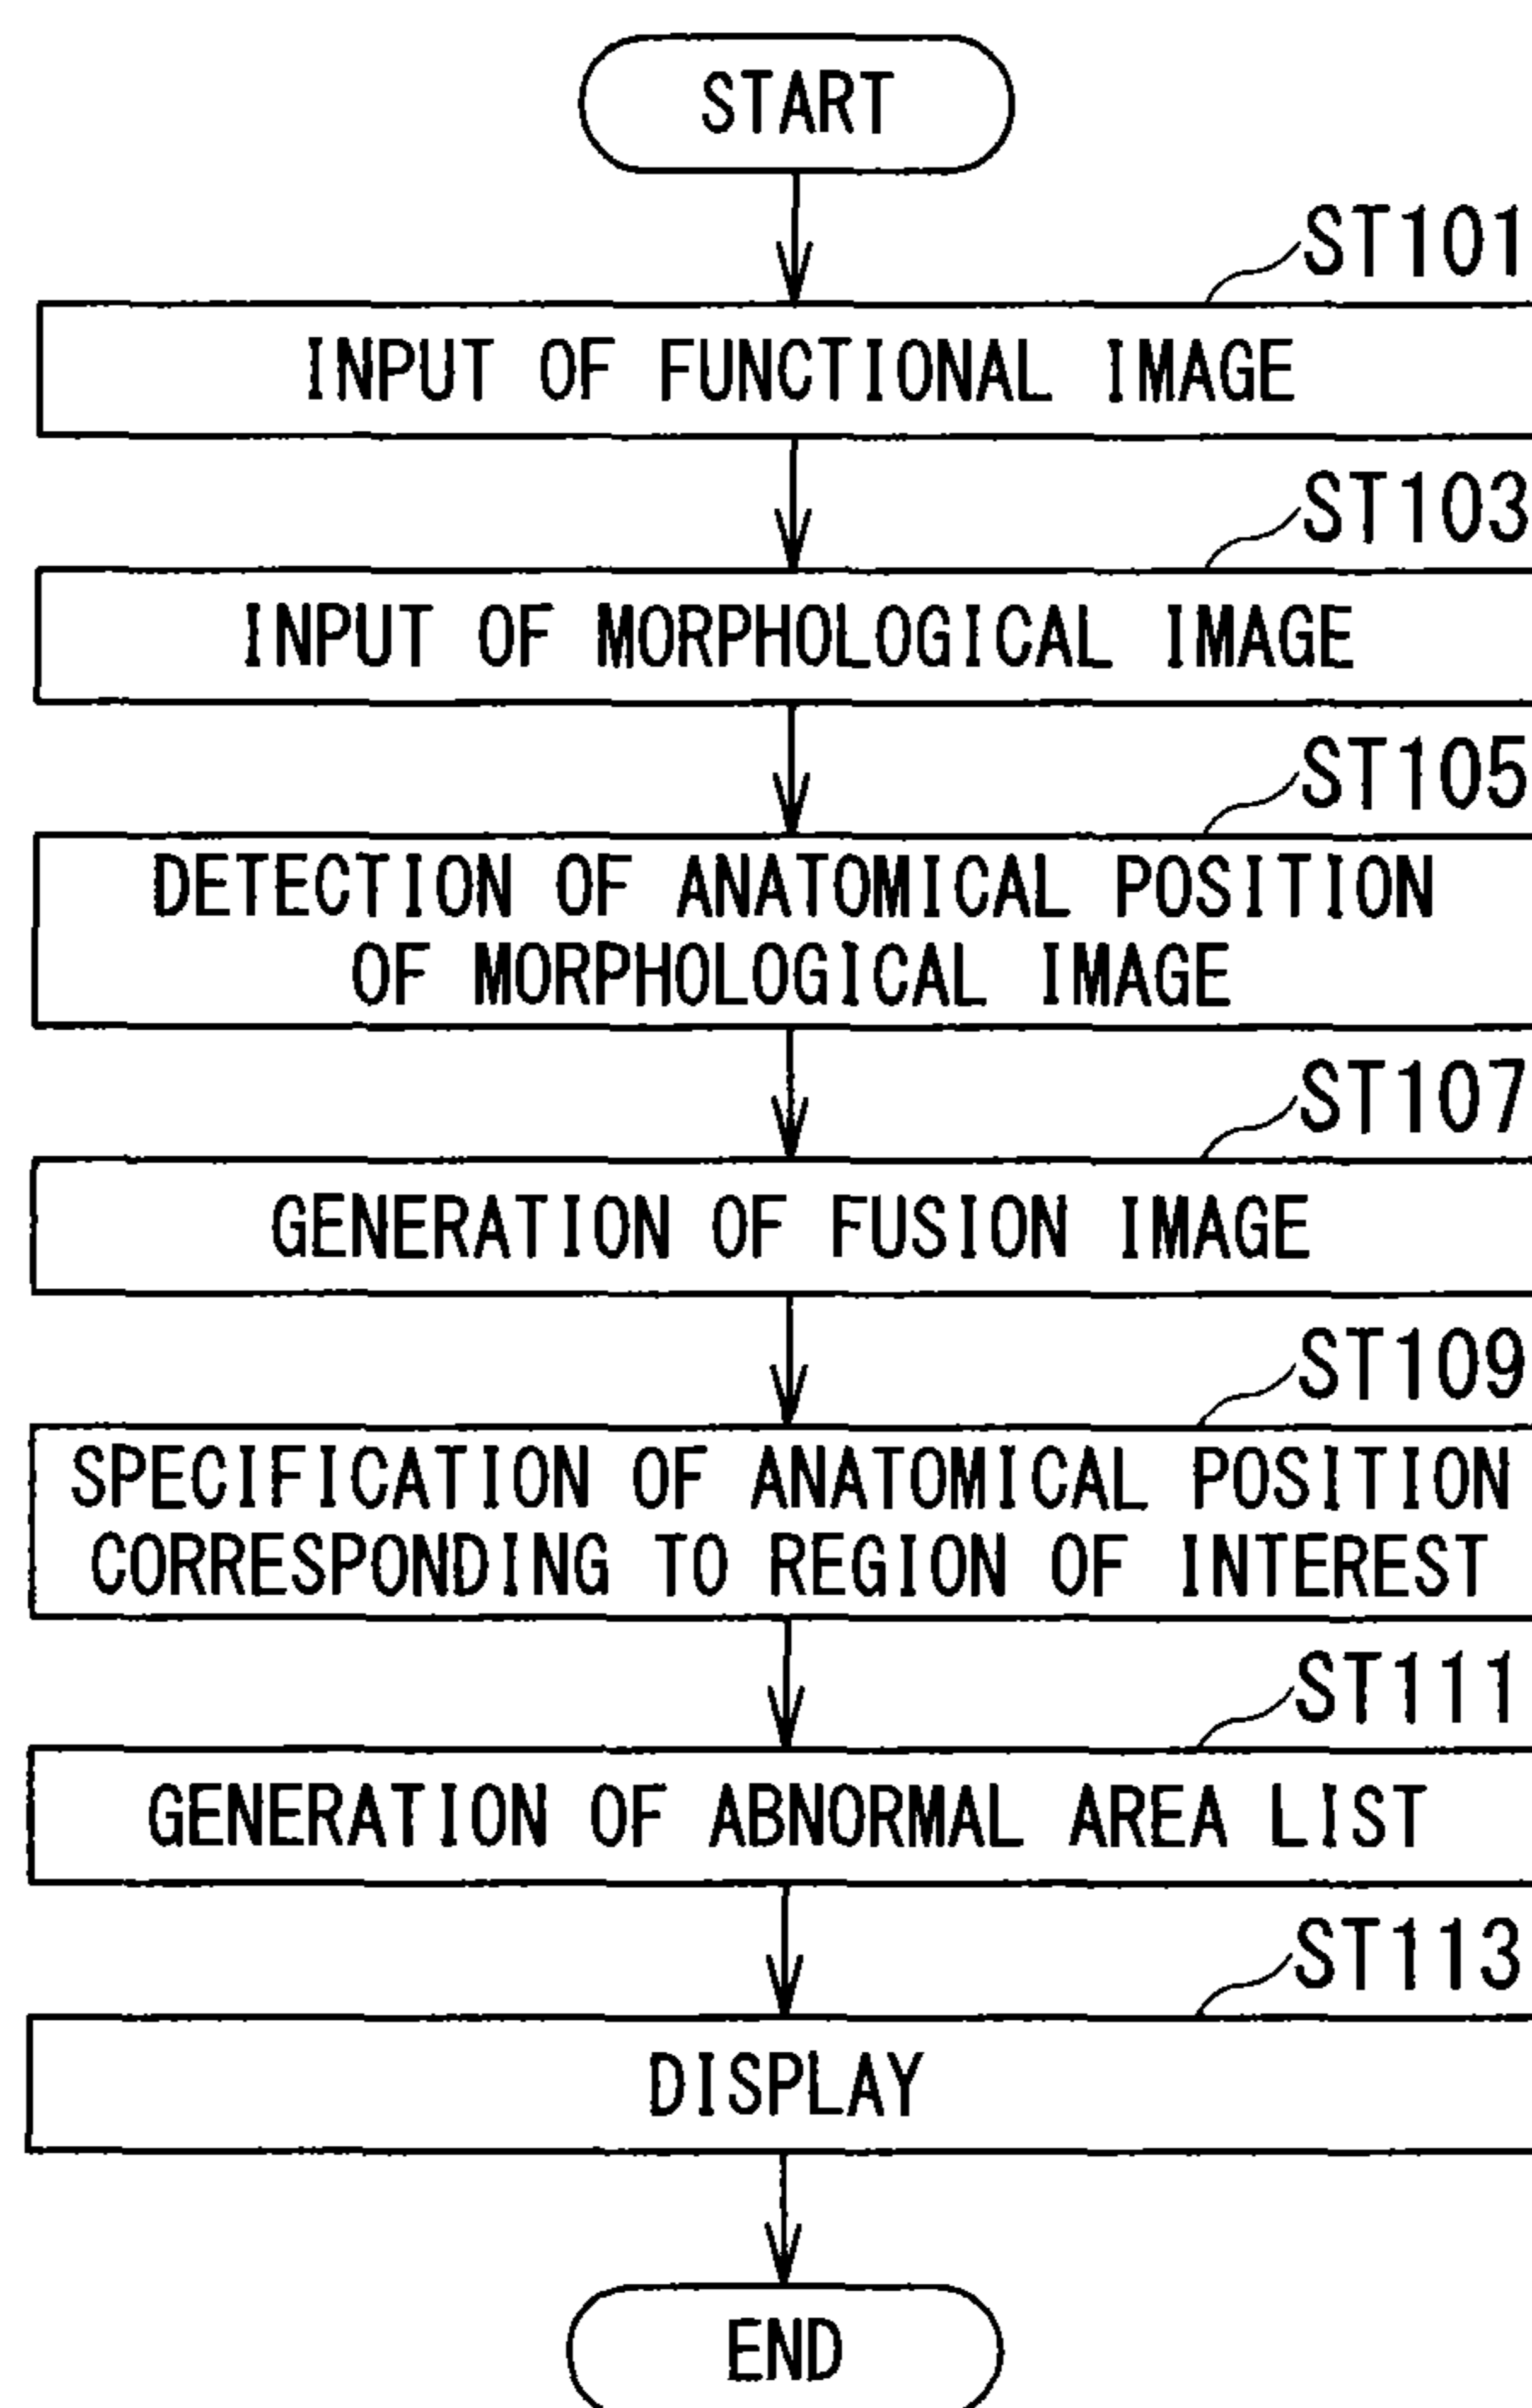 START
ST101
INPUT OF FUNCTIONAL IMAGE
ST103
INPUT OF MORPHOLOGICAL IMAGE
ST105
DETECTION OF ANATOMICAL POSITION
OF MORPHOLOGICAL IMAGE
ST107
GENERATION OF FUSION IMAGE
ST109
SPECIFICATION OF ANATOMICAL POSITION
CORRESPONDING TO REGION OF INTEREST
ST111
GENERATION OF ABNORMAL AREA LIST
ST113
DISPLAY
END